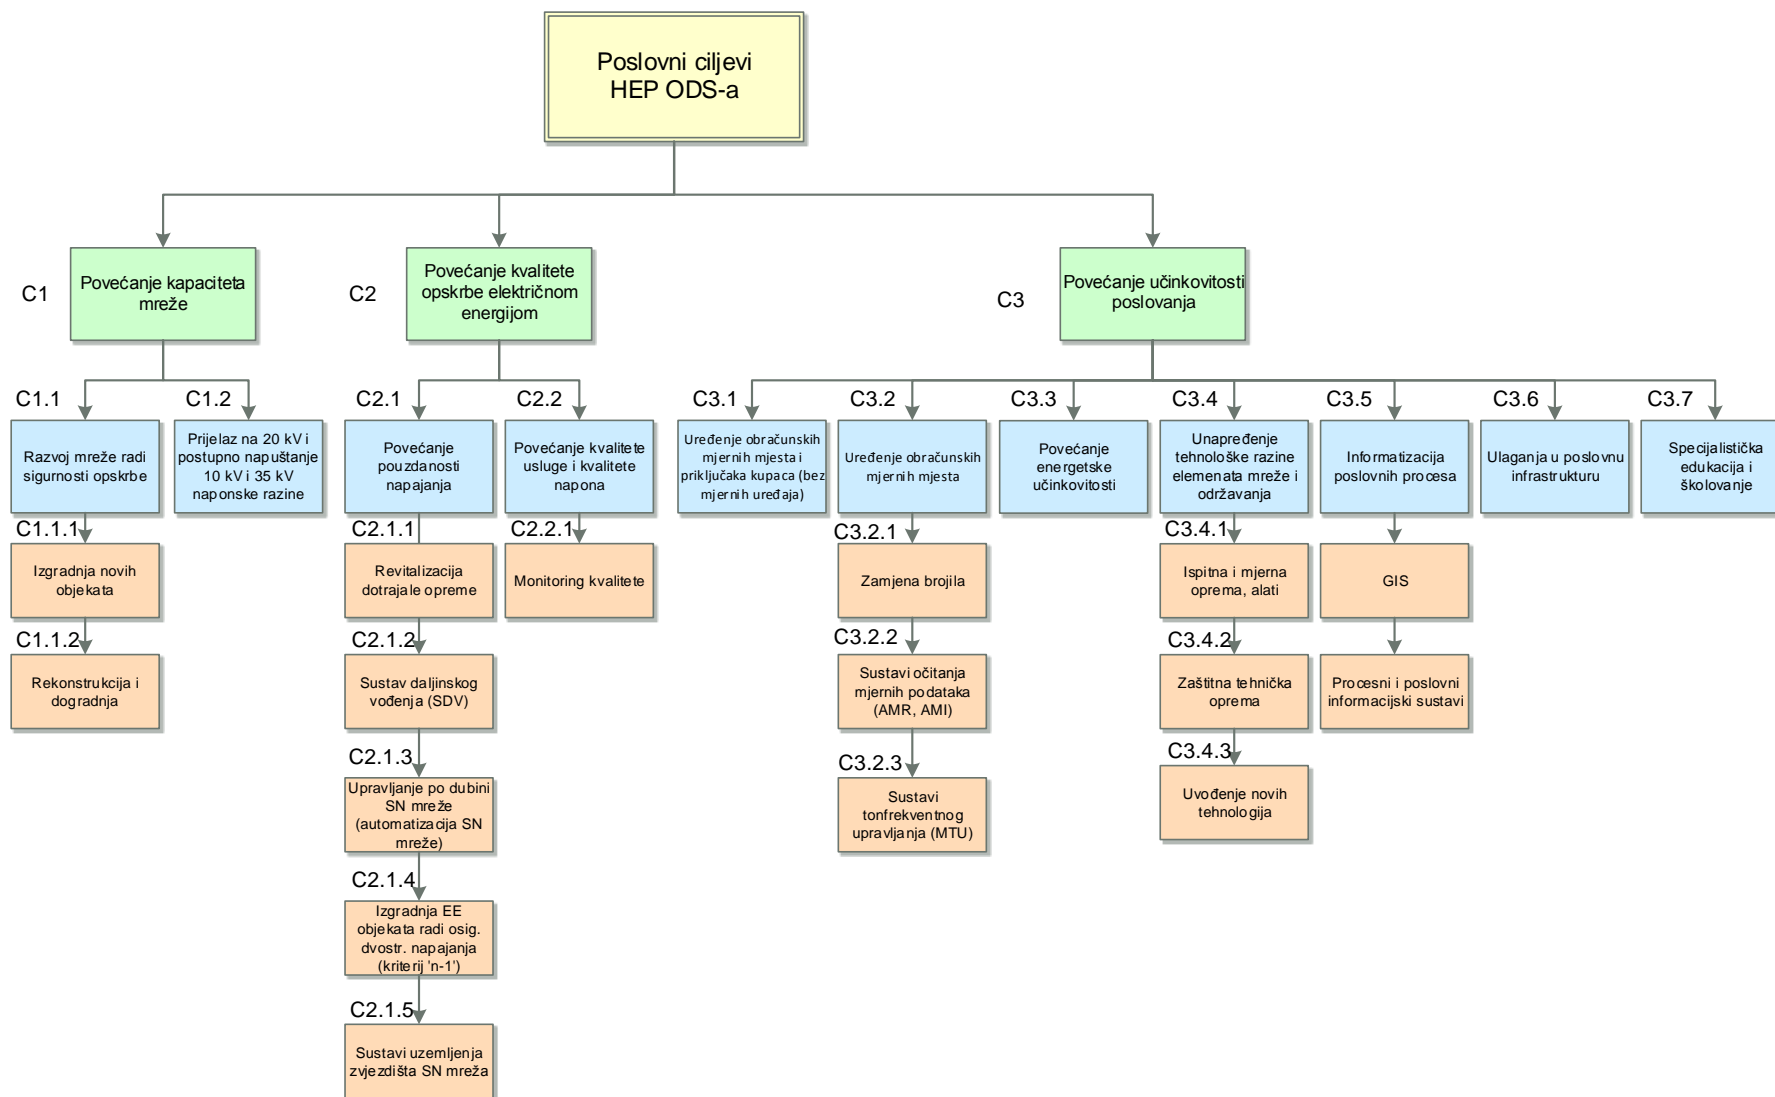 Poslovni ciljevi
HEP ODS-a
C1
Povećanje kapaciteta
mreže
C2
Povećanje kvalitete
opskrbe električnom
energijom
C3
Povećanje učinkovitosti
poslovanja
C1.1
Razvoj mreže radi
sigurnosti opskrbe
C1.2
Prijelaz na 20 kV i
postupno napuštanje
10 kV i 35 kV
naponske razine
C2.1
Povećanje
pouzdanosti
napajanja
C2.2
Povećanje kvalitete
usluge i kvalitete
napona
C3.1
Uređenje obračunskih
mjernih mjesta i
priključaka kupaca (bez
mjernih uređaja)
C3.2
Uređenje obračunskih
mjernih mjesta
C3.3
Povećanje
energetske
učinkovitosti
C3.4
Unapređenje
tehnološke razine
elemenata mreže i
održavanja
C3.5
Informatizacija
poslovnih procesa
C3.6
Ulaganja u poslovnu
infrastrukturu
C3.7
Specijalistička
edukacija i
školovanje
C1.1.1
Izgradnja novih
objekata
C1.1.2
Rekonstrukcija i
dogradnja
C2.1.1
Revitalizacija
dotrajale opreme
C2.1.2
Sustav daljinskog
vođenja (SDV)
C2.1.3
Upravljanje po dubini
SN mreže
(automatizacija SN
mreže)
C2.1.4
Izgradnja EE
objekata radi osig.
dvostr. napajanja
(kriterij 'n-1')
C2.1.5
Sustavi uzemljenja
zvjezdišta SN mreža
C2.2.1
Monitoring kvalitete
C3.2.1
Zamjena brojila
C3.2.2
Sustavi očitanja
mjernih podataka
(AMR, AMI)
C3.2.3
Sustavi
tonfrekventnog
upravljanja (MTU)
C3.4.1
Ispitna i mjerna
oprema, alati
C3.4.2
Zaštitna tehnička
oprema
C3.4.3
Uvođenje novih
tehnologija
GIS
Procesni i poslovni
informacijski sustavi